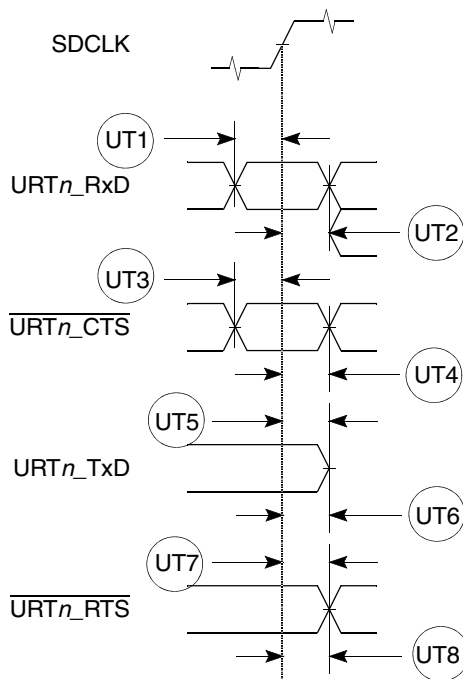 SDCLK
UT1
URTn_RxD
UT2
UT3
URTn_CTS
UT4
UT5
URTn_TxD
UT6
UT7
URTn_RTS
UT8